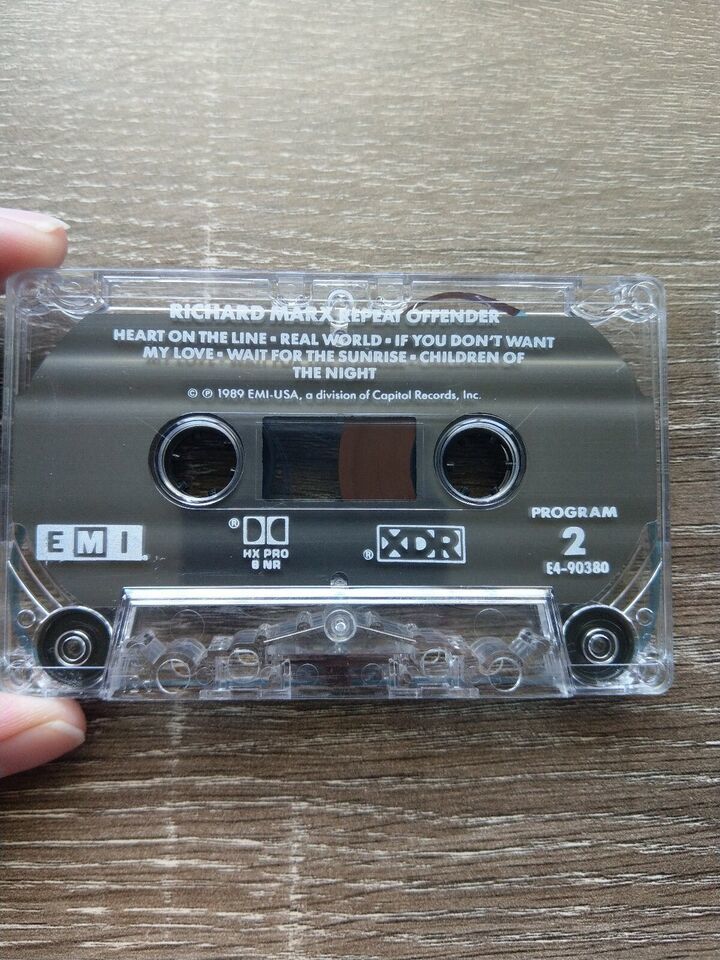 RICHARD MARX REPEAT OFFENDER
HEART ON THE LINE • REAL WORLD • IF YOU DON'T WANT
MY LOVE • WAIT FOR THE SUNRISE • CHILDREN OF
THE NIGHT
© ℗ 1989 EMI-USA, a division of Capitol Records, Inc.
EMI®
®
HX PRO
B NR
® XDR
PROGRAM
2
E4-90380